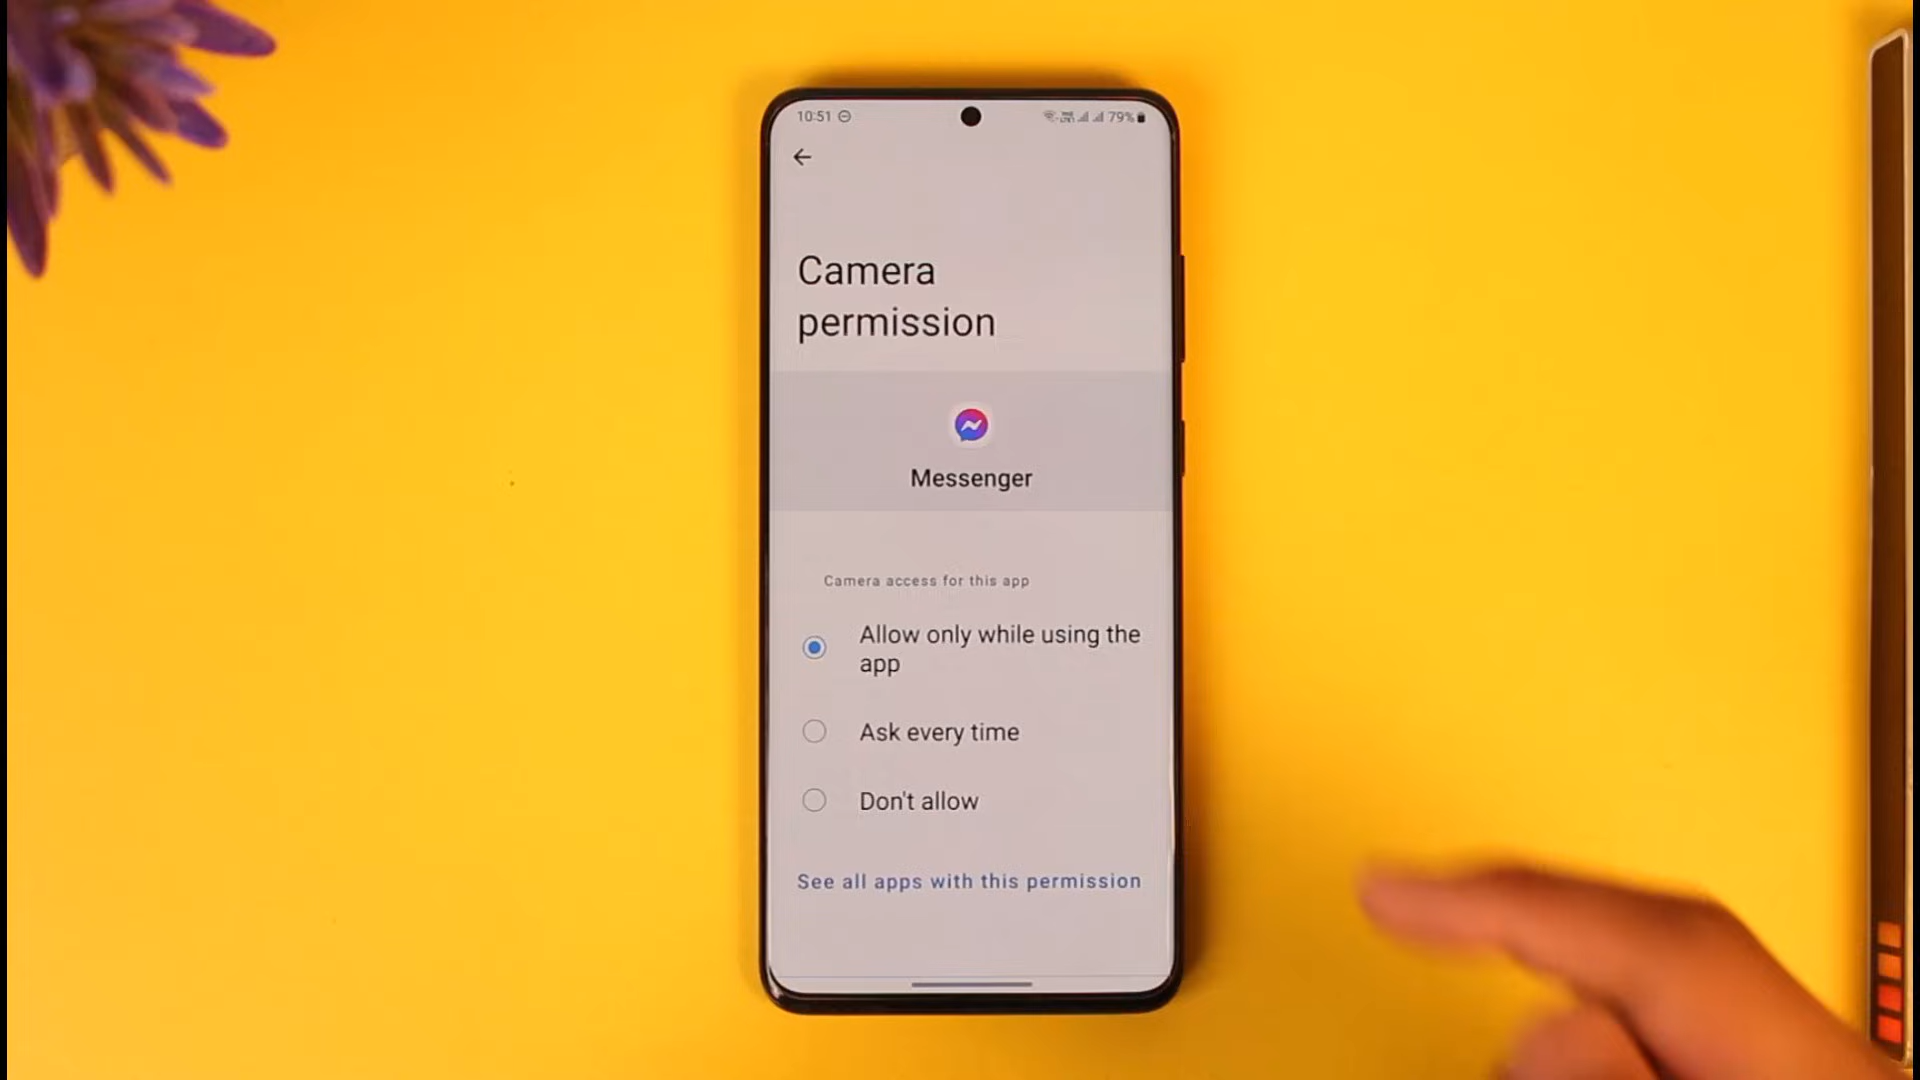 10:51 79%
Camera
permission
Messenger
Camera access for this app
Allow only while using the
app
Ask every time
Don't allow
See all apps with this permission